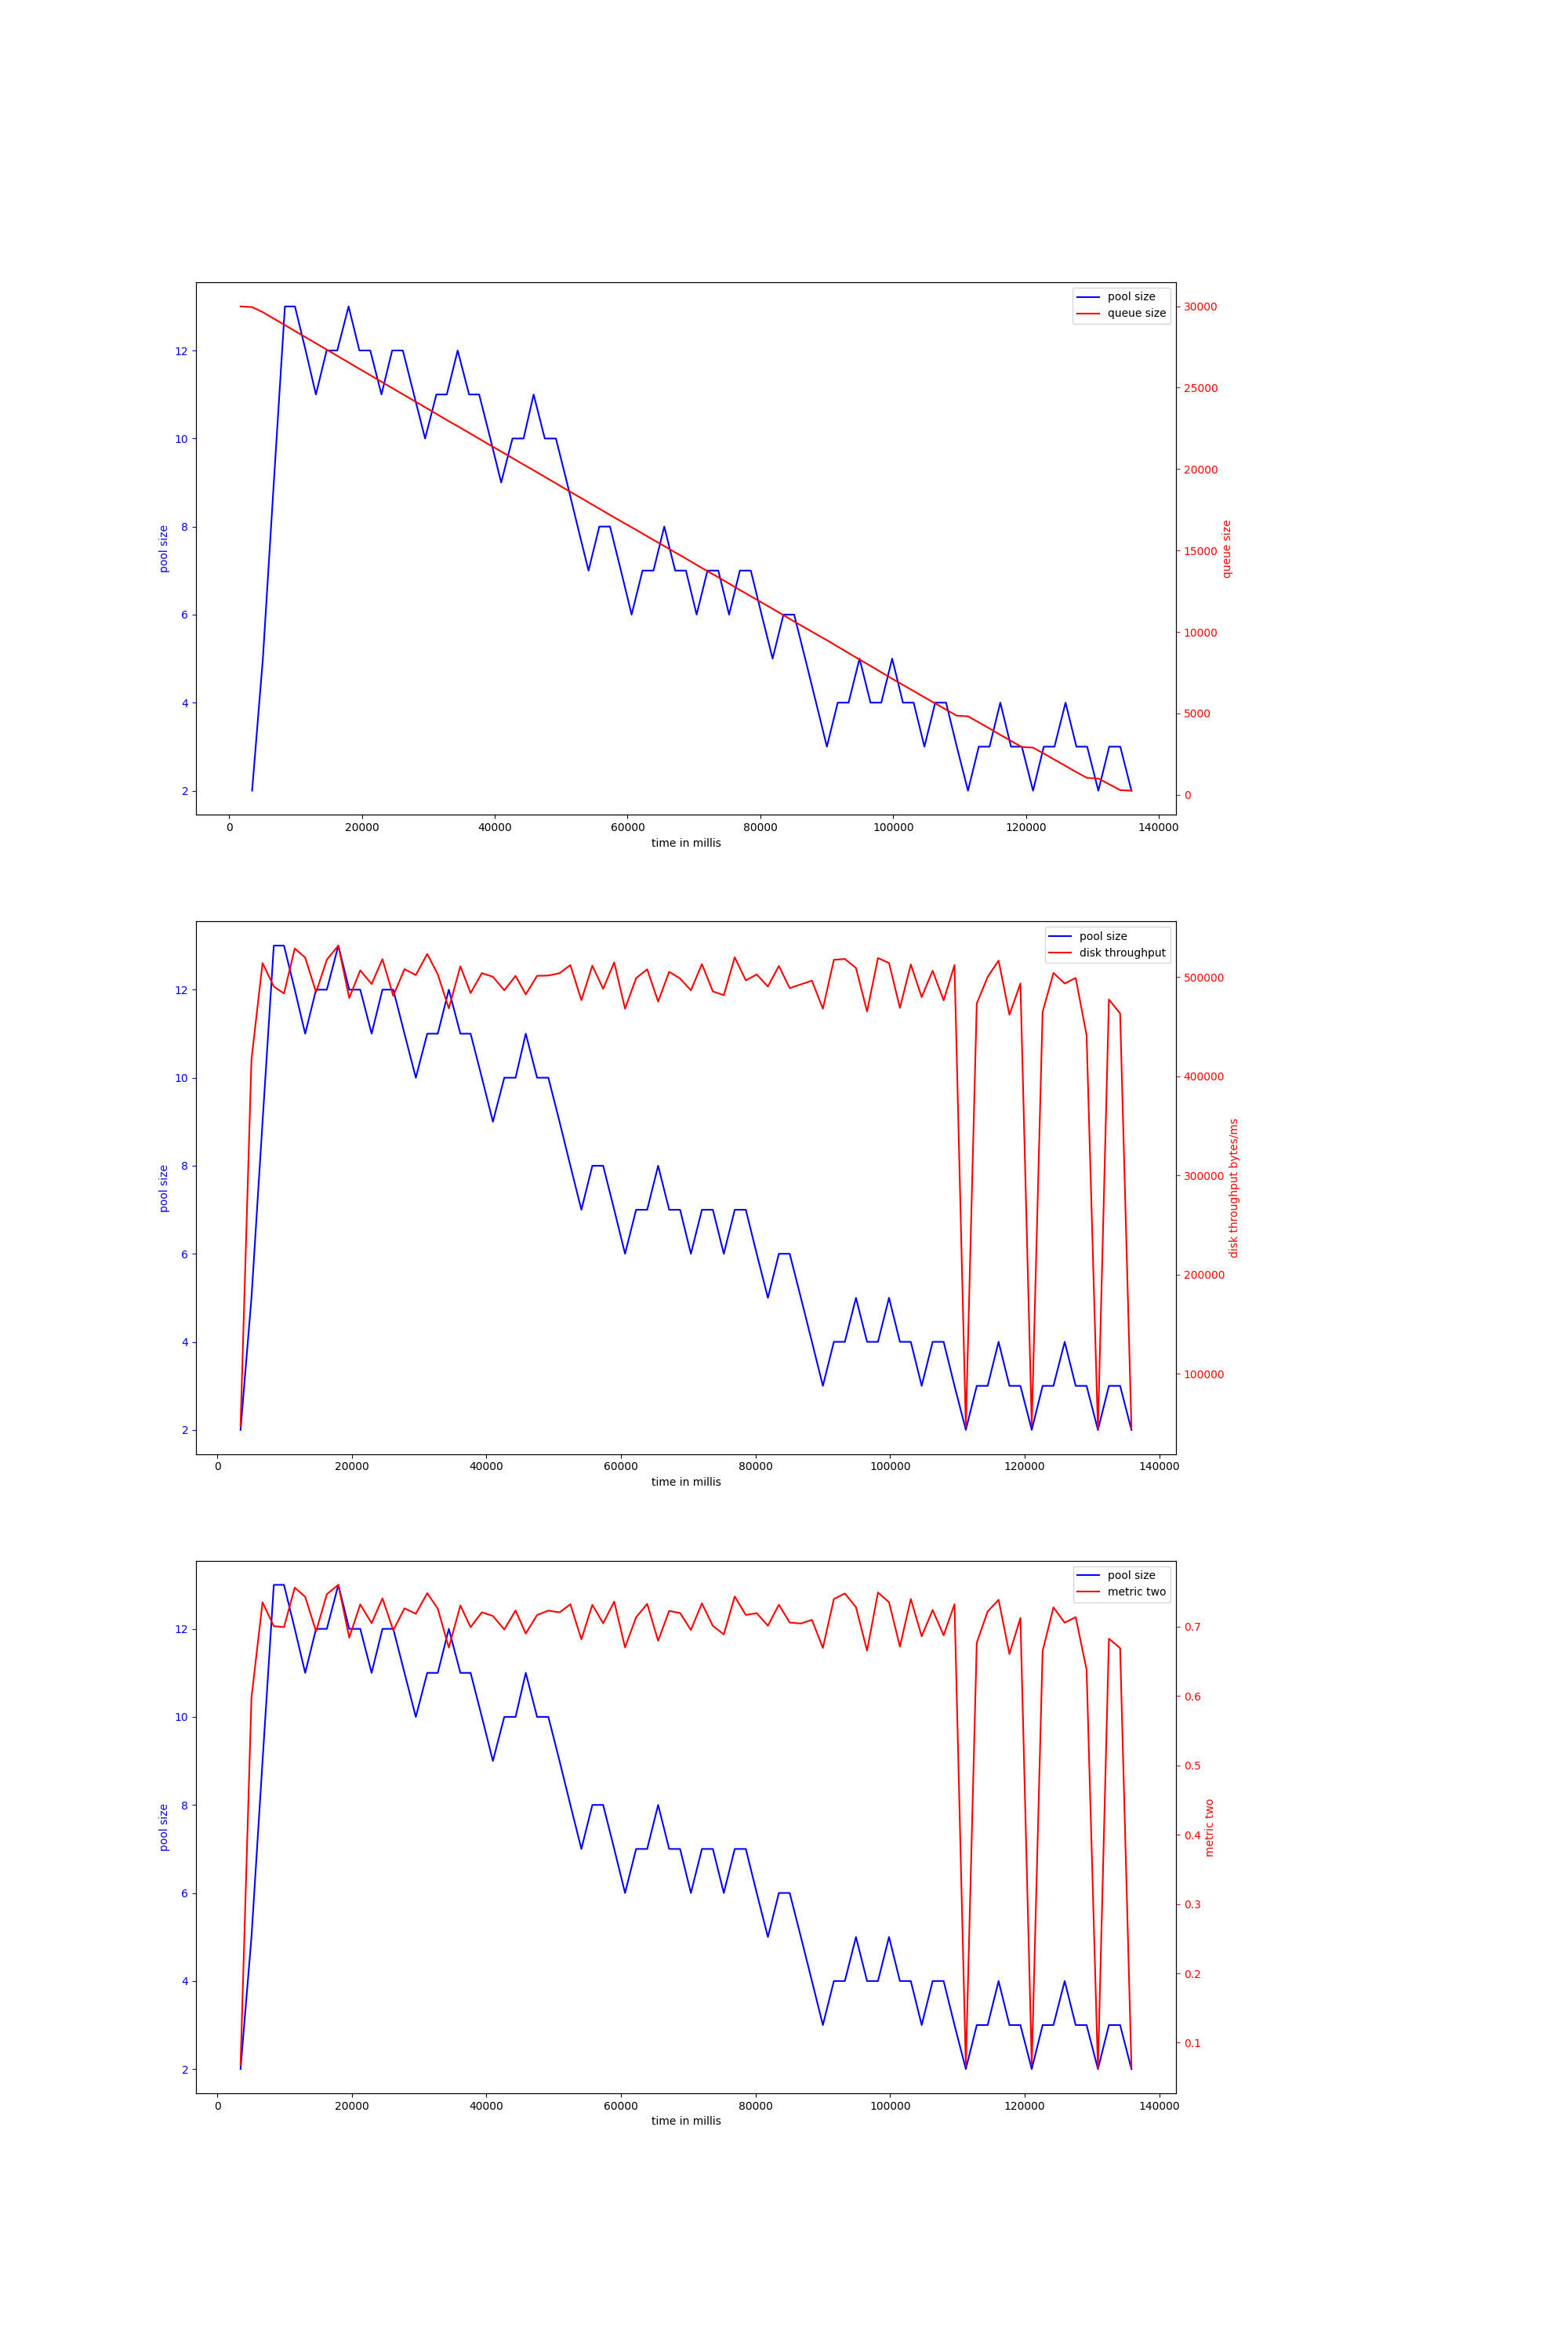 pool size
queue size
12
10
8
6
4
2
pool size
30000
25000
20000
15000
10000
5000
0
queue size
0 20000 40000 60000 80000 100000 120000 140000
time in millis
pool size
disk throughput
12
10
8
6
4
2
pool size
500000
400000
300000
200000
100000
disk throughput bytes/ms
0 20000 40000 60000 80000 100000 120000 140000
time in millis
pool size
metric two
12
10
8
6
4
2
pool size
0.7
0.6
0.5
0.4
0.3
0.2
0.1
metric two
0 20000 40000 60000 80000 100000 120000 140000
time in millis